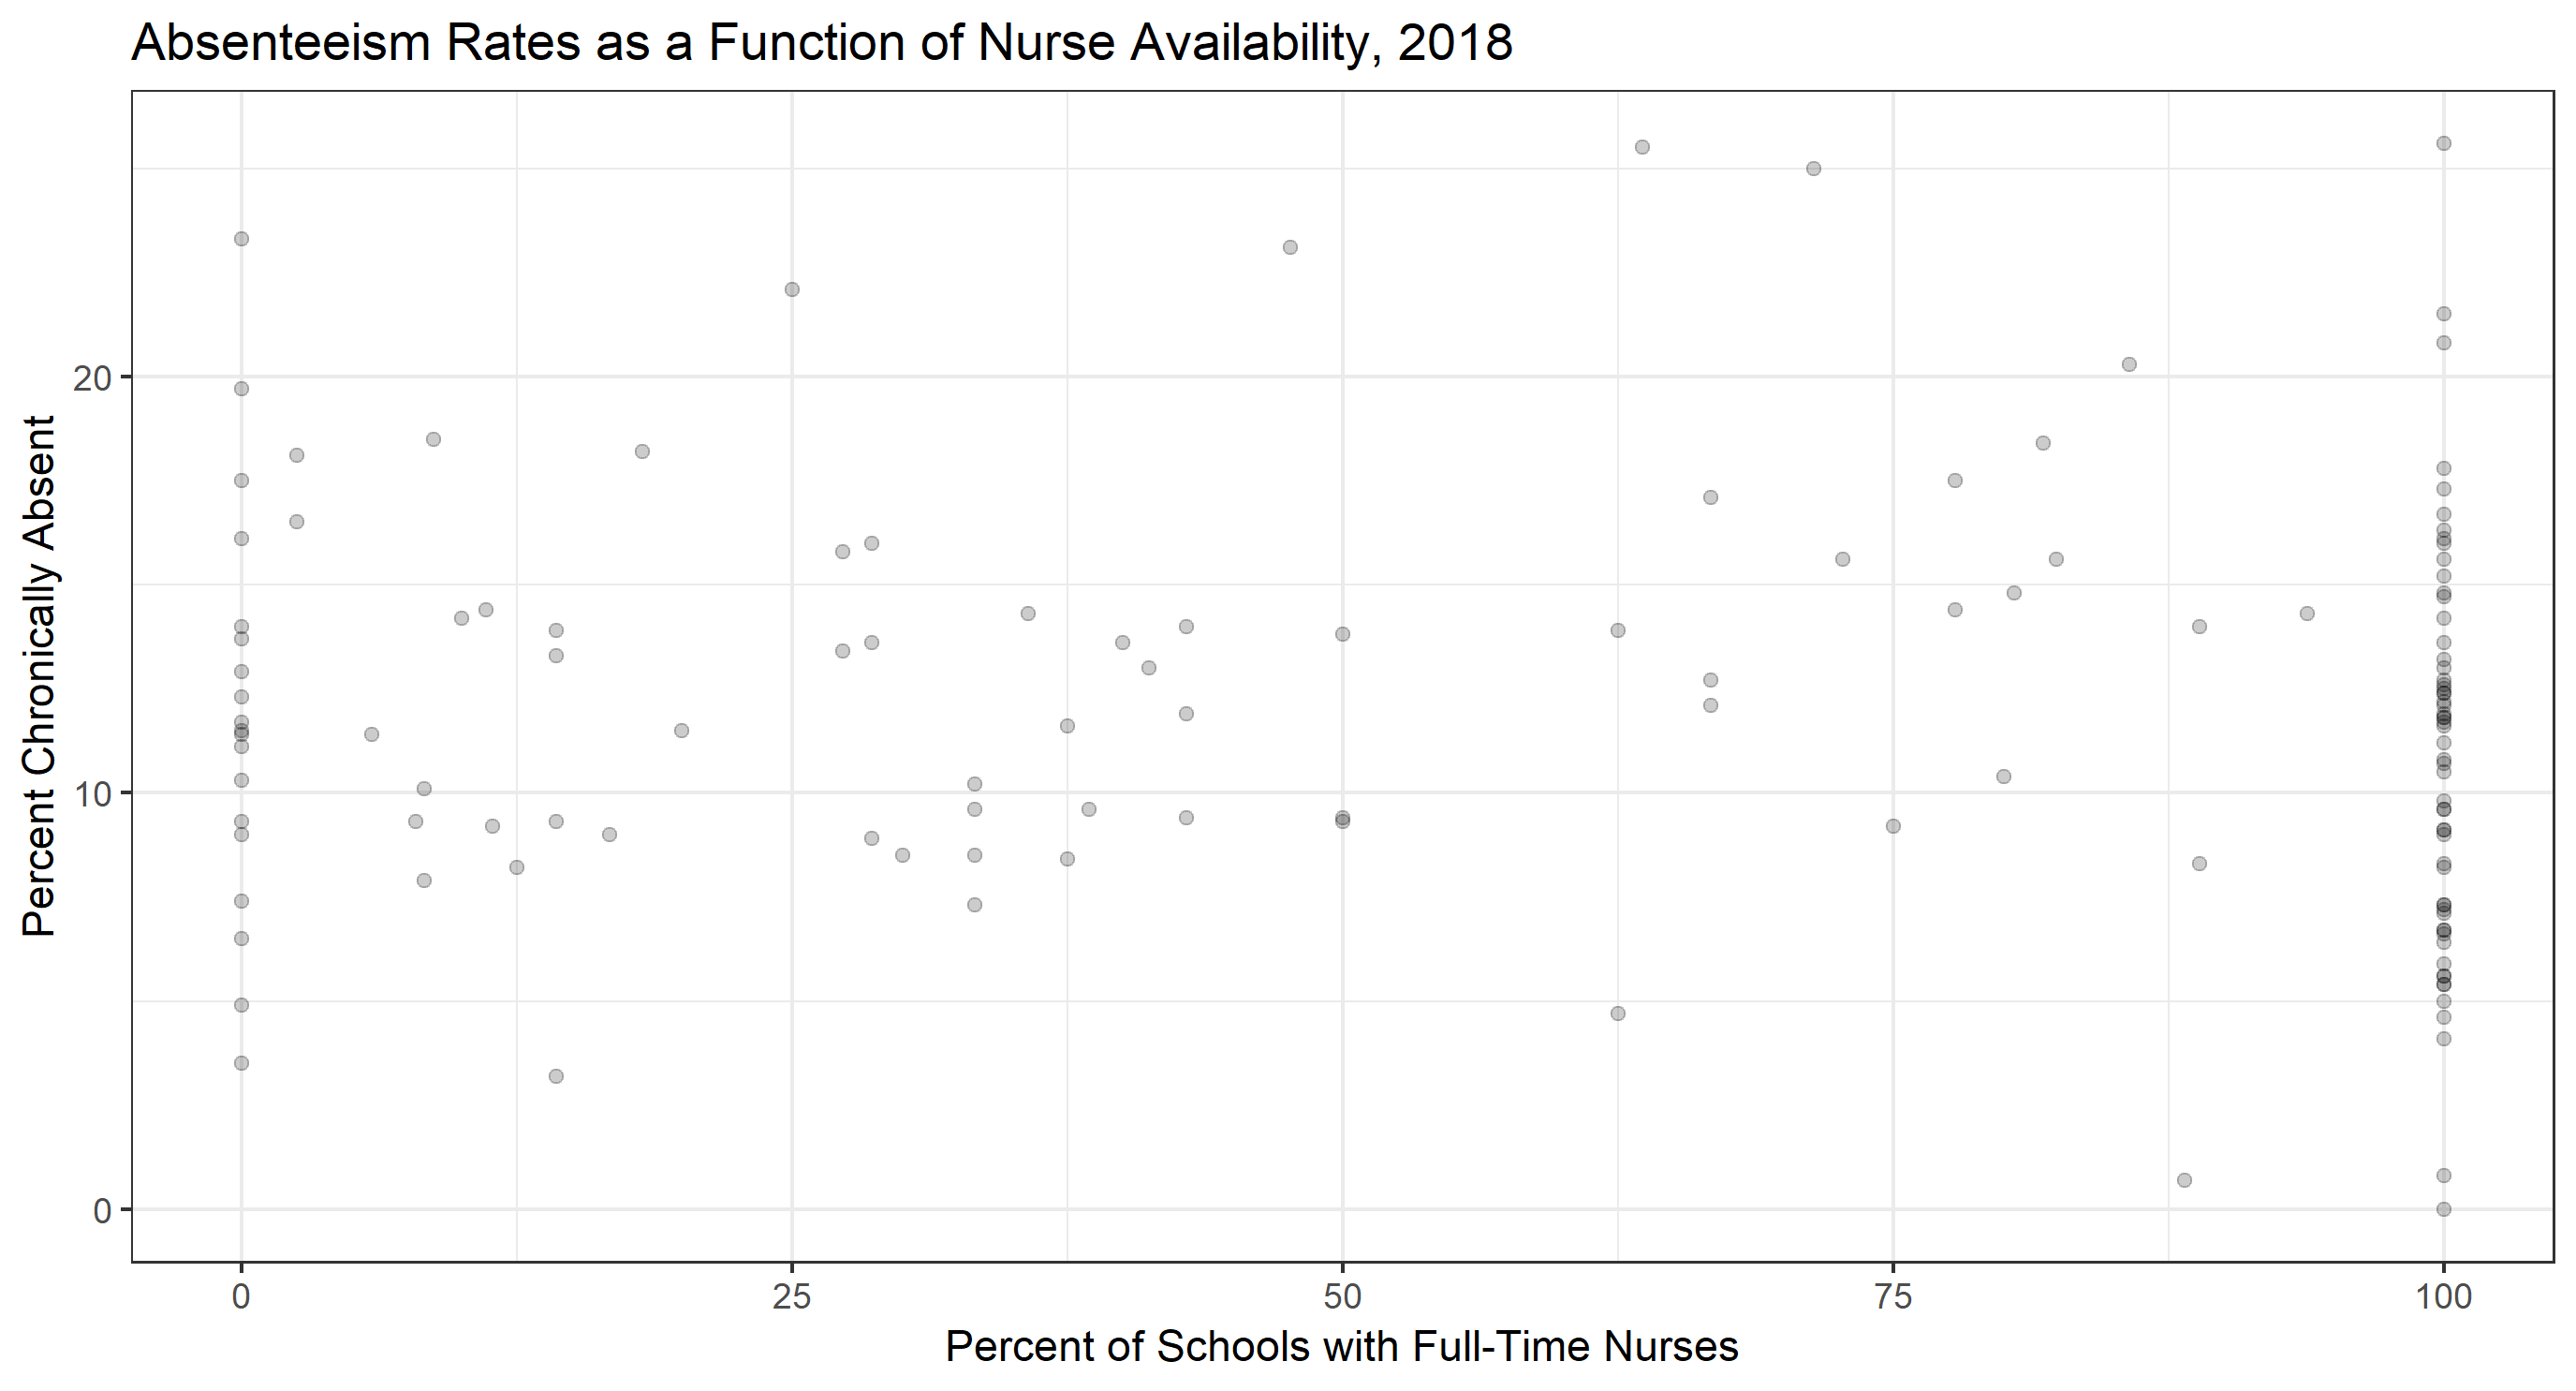 Absenteeism Rates as a Function of Nurse Availability, 2018
Percent Chronically Absent
20
10
0
0 25 50 75 100
Percent of Schools with Full-Time Nurses